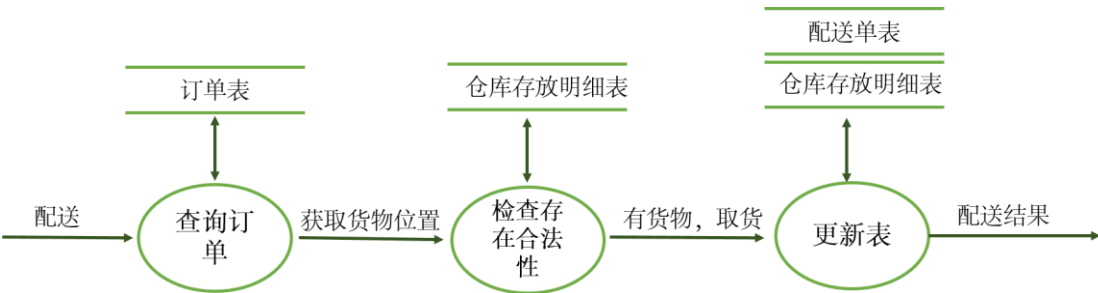 配送单表
订单表
仓库存放明细表
仓库存放明细表
配送
查询订
单
获取货物位置
检查存
在合法
性
有货物，取货
更新表
配送结果